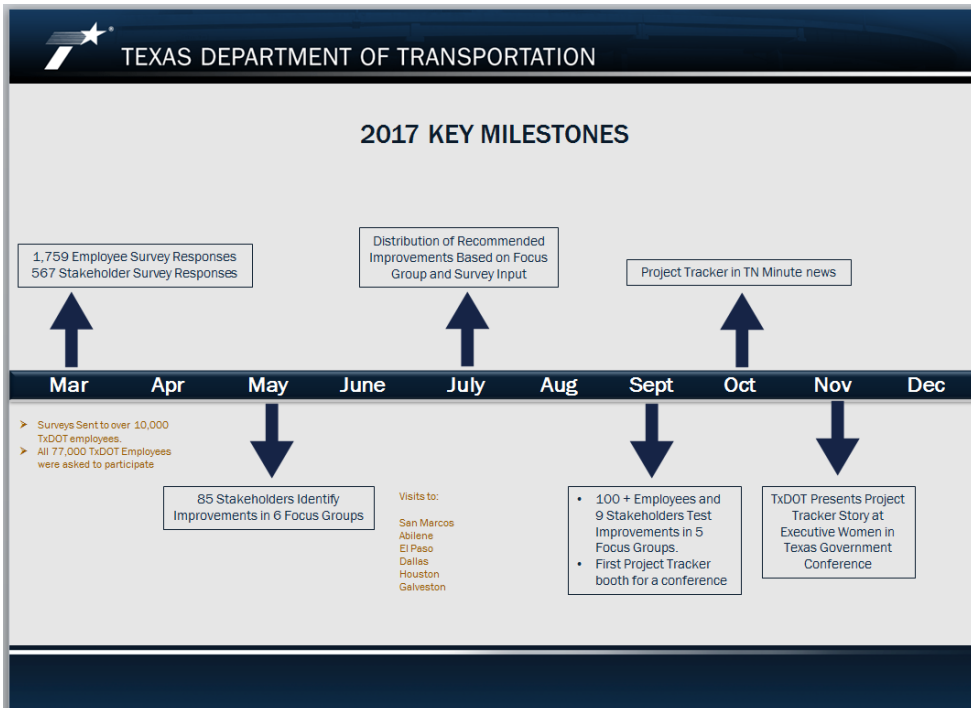 TEXAS DEPARTMENT OF TRANSPORTATION
2017 KEY MILESTONES
1,759 Employee Survey Responses
567 Stakeholder Survey Responses
Distribution of Recommended
Improvements Based on Focus
Group and Survey Input
Project Tracker in TN Minute news
Mar Apr May June July Aug Sept Oct Nov Dec
➢ Surveys Sent to over 10,000
TxDOT employees.
➢ All 77,000 TxDOT Employees
were asked to participate
85 Stakeholders Identify
Improvements in 6 Focus Groups
Visits to:
San Marcos
Abilene
El Paso
Dallas
Houston
Galveston
• 100 + Employees and
9 Stakeholders Test
Improvements in 5
Focus Groups.
• First Project Tracker
booth for a conference
TxDOT Presents Project
Tracker Story at
Executive Women in
Texas Government
Conference